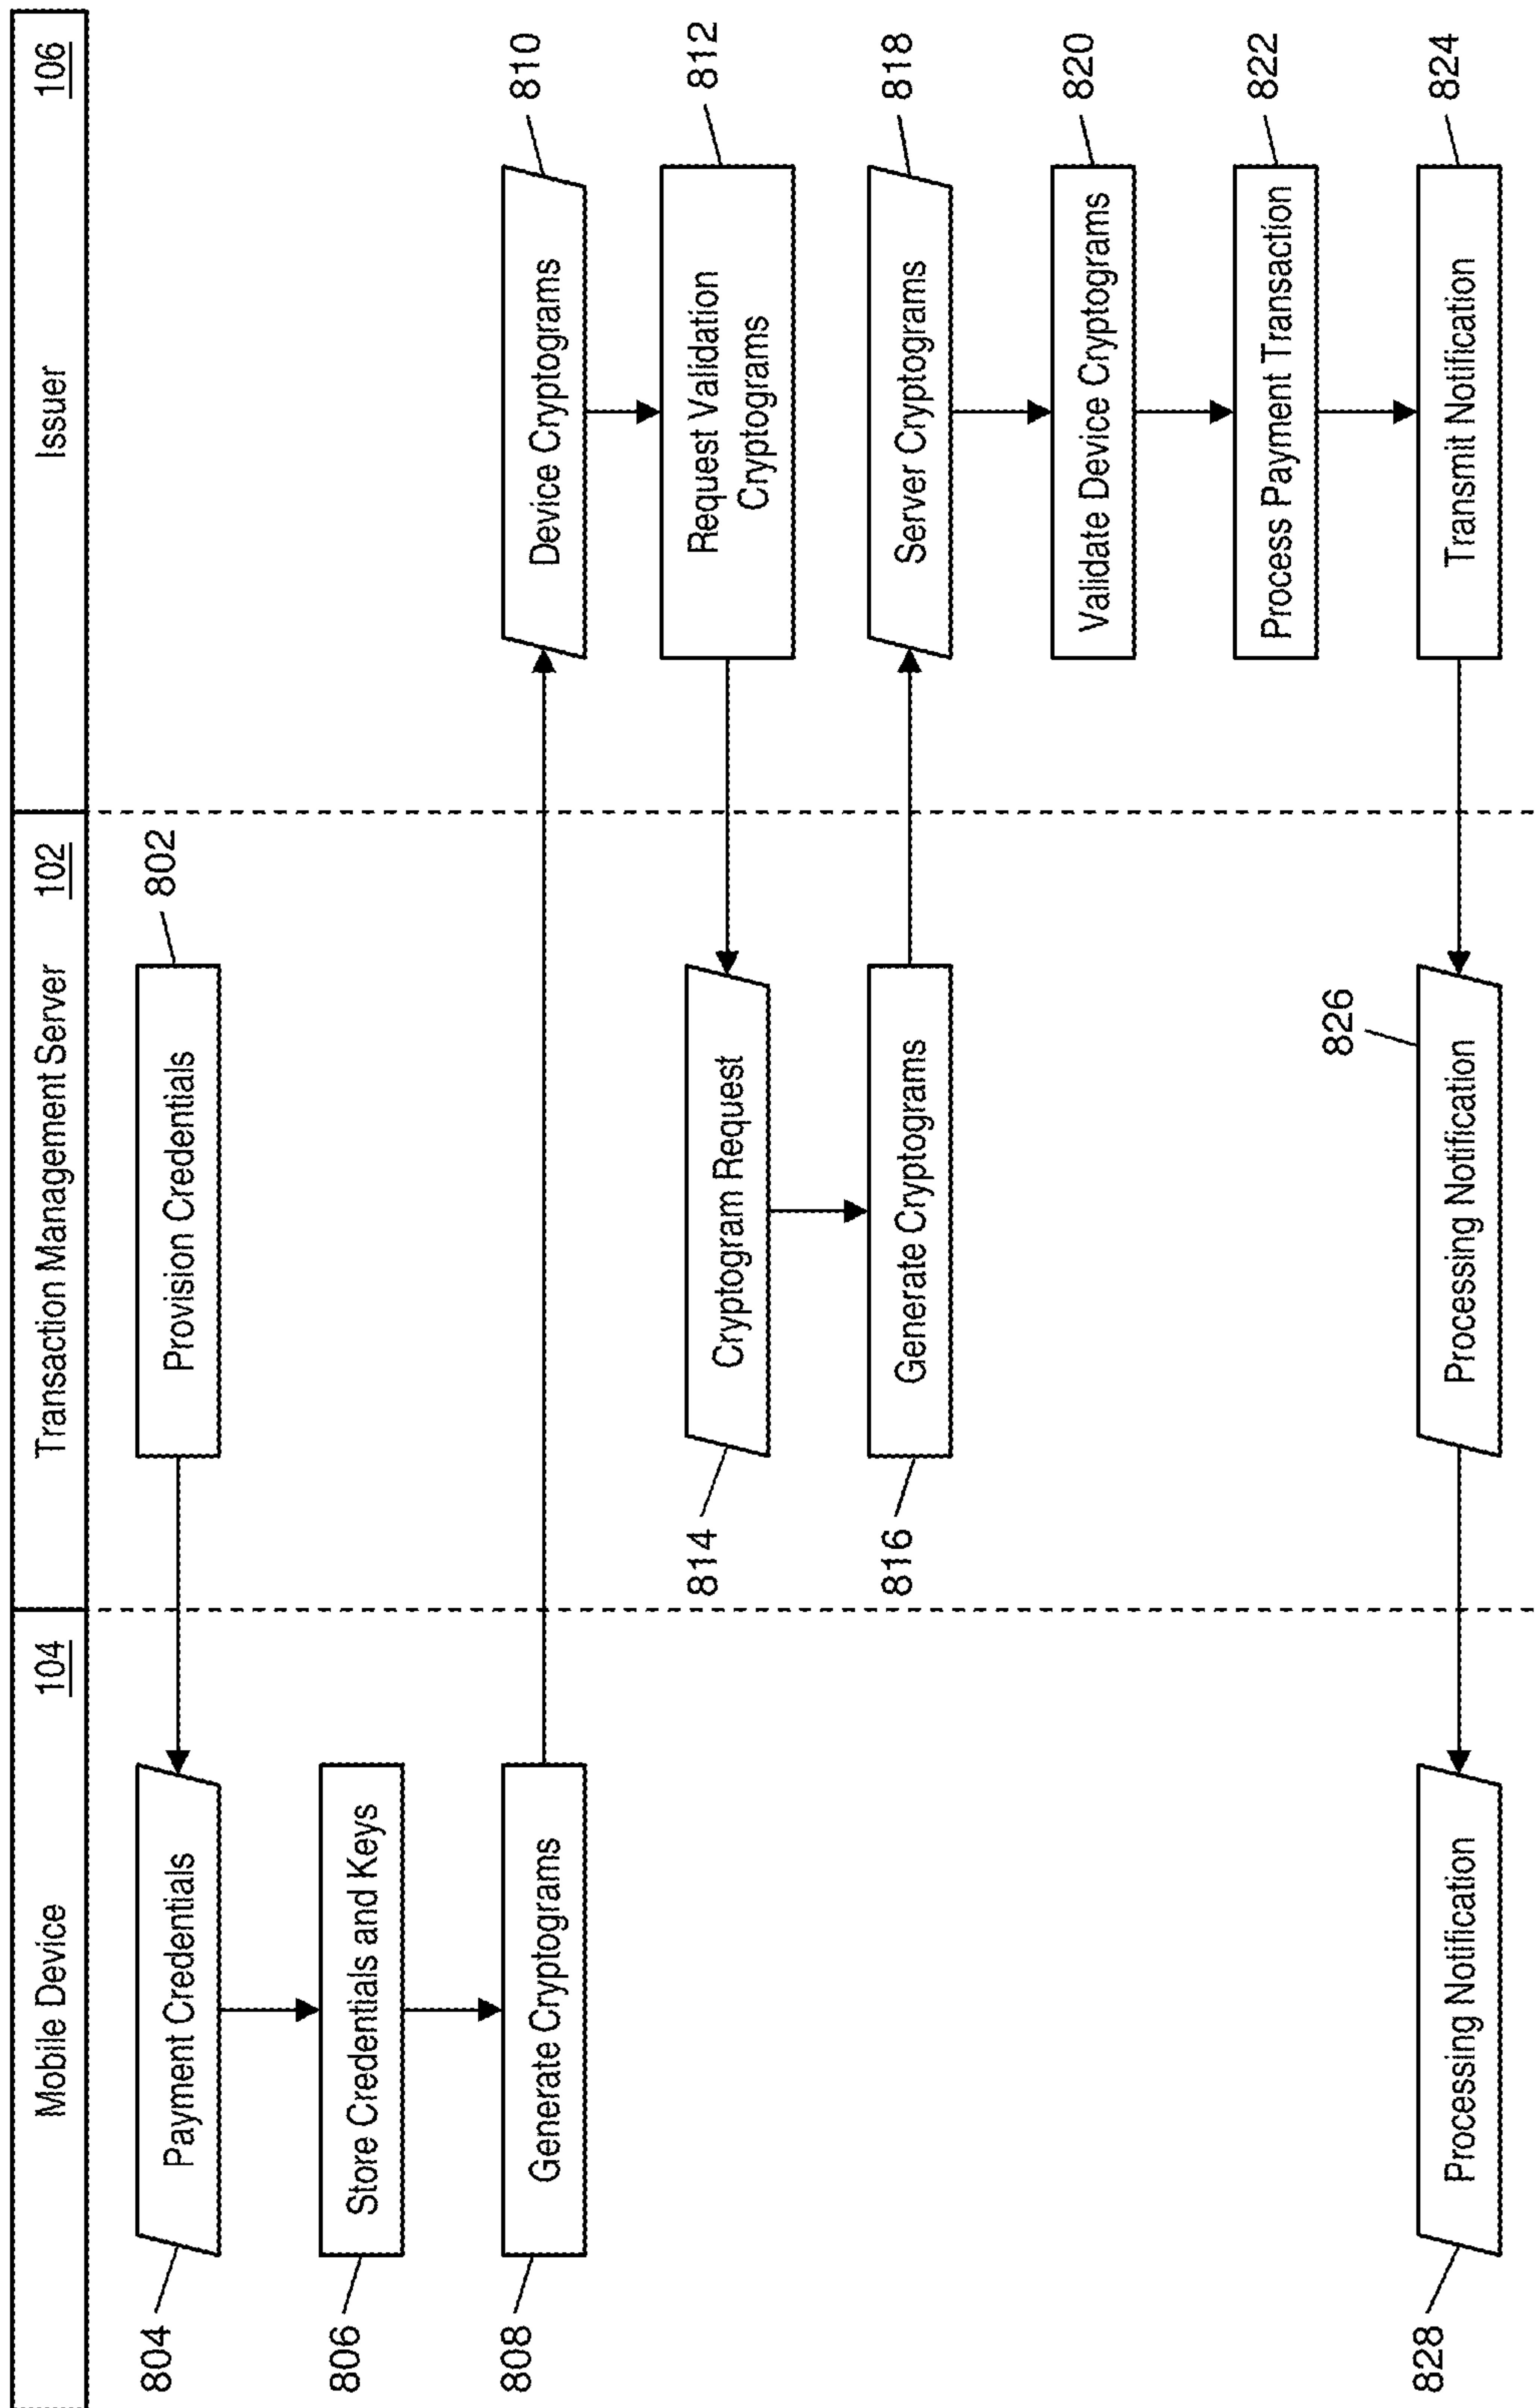 Mobile Device
104
Transaction Management Server
102
Issuer
106
Provision Credentials
802
804
Payment Credentials
806
Store Credentials and Keys
808
Generate Cryptograms
Device Cryptograms
810
Request Validation
Cryptograms
812
814
Cryptogram Request
816
Generate Cryptograms
Server Cryptograms
818
Validate Device Cryptograms
820
Process Payment Transaction
822
Transmit Notification
824
826
Processing Notification
828
Processing Notification